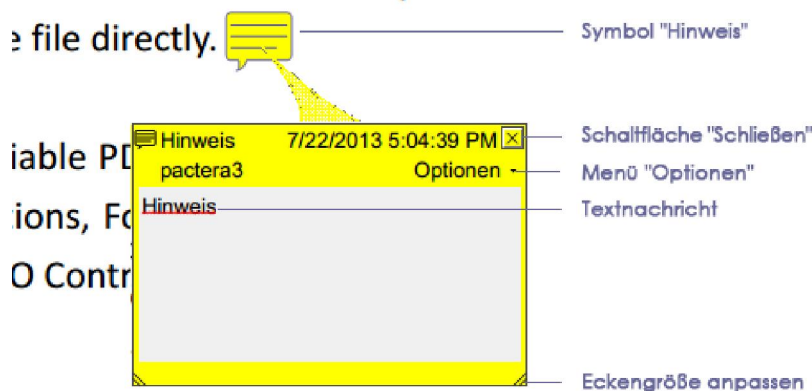 e file directly.
Symbol "Hinweis"
Hinweis 7/22/2013 5:04:39 PM
Schaltfläche "Schließen"
iable PD
pactera3 Optionen
Menü "Optionen"
ions, Fo
Hinweis
Textnachricht
O Contr
Eckengröße anpassen